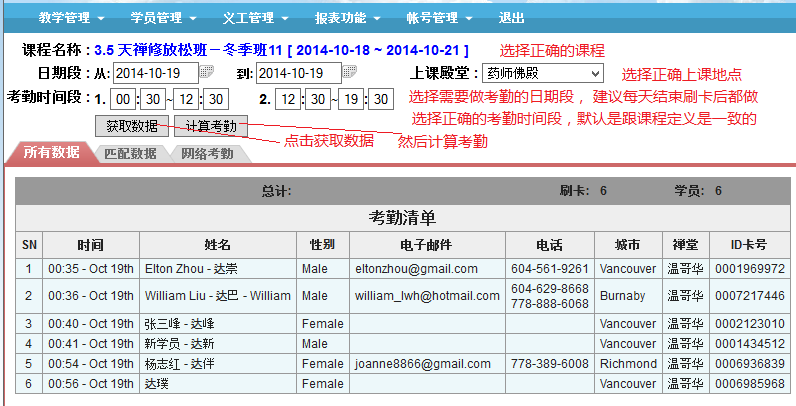 教学管理 学员管理 义工管理 报表功能 帐号管理 退出
课程名称 : 3.5 天禅修放松班－冬季班11 [ 2014-10-18 ~ 2014-10-21 ] 选择正确的课程
日期段 : 从: 2014-10-19 到: 2014-10-19 上课殿堂 : 药师佛殿 选择正确上课地点
考勤时间段 : 1. 00 : 30 ~ 12 : 30 2. 12 : 30 ~ 19 : 30 选择需要做考勤的日期段，建议每天结束刷卡后都做
选择正确的考勤时间段，默认是跟课程定义是一致的
获取数据 计算考勤 点击获取数据 然后计算考勤
所有数据 匹配数据 网络考勤
总计: 刷卡: 6 学员: 6
考勤清单
SN 时间 姓名 性别 电子邮件 电话 城市 禅堂 ID卡号
1 00:35 - Oct 19th Elton Zhou - 达崇 Male eltonzhou@gmail.com 604-561-9261 Vancouver 温哥华 0001969972
2 00:36 - Oct 19th William Liu - 达巴 - William Male william_lwh@hotmail.com 604-629-8668 Burnaby 温哥华 0007217446
778-888-6068
3 00:40 - Oct 19th 张三峰 - 达峰 Female Vancouver 温哥华 0002123010
4 00:41 - Oct 19th 新学员 - 达新 Male Vancouver 温哥华 0001434512
5 00:54 - Oct 19th 杨志红 - 达伴 Female joanne8866@gmail.com 778-389-6008 Richmond 温哥华 0006936839
6 00:56 - Oct 19th 达璞 Female Vancouver 温哥华 0006985968